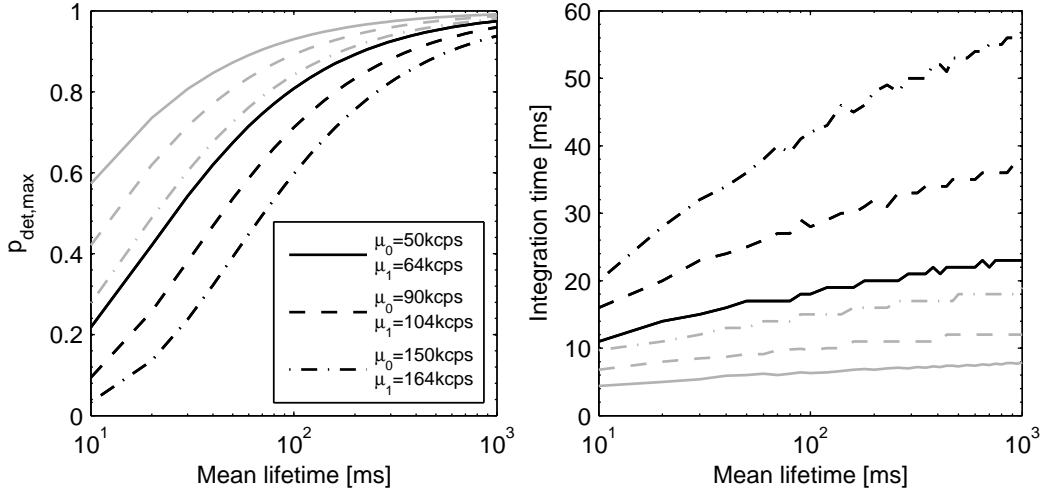 1
0.8
0.6
0.4
0.2
0
p_det,max
10^1
10^2
10^3
Mean lifetime [ms]
μ_0=50kcps
μ_1=64kcps
μ_0=90kcps
μ_1=104kcps
μ_0=150kcps
μ_1=164kcps
60
50
40
30
20
10
0
Integration time [ms]
10^1
10^2
10^3
Mean lifetime [ms]